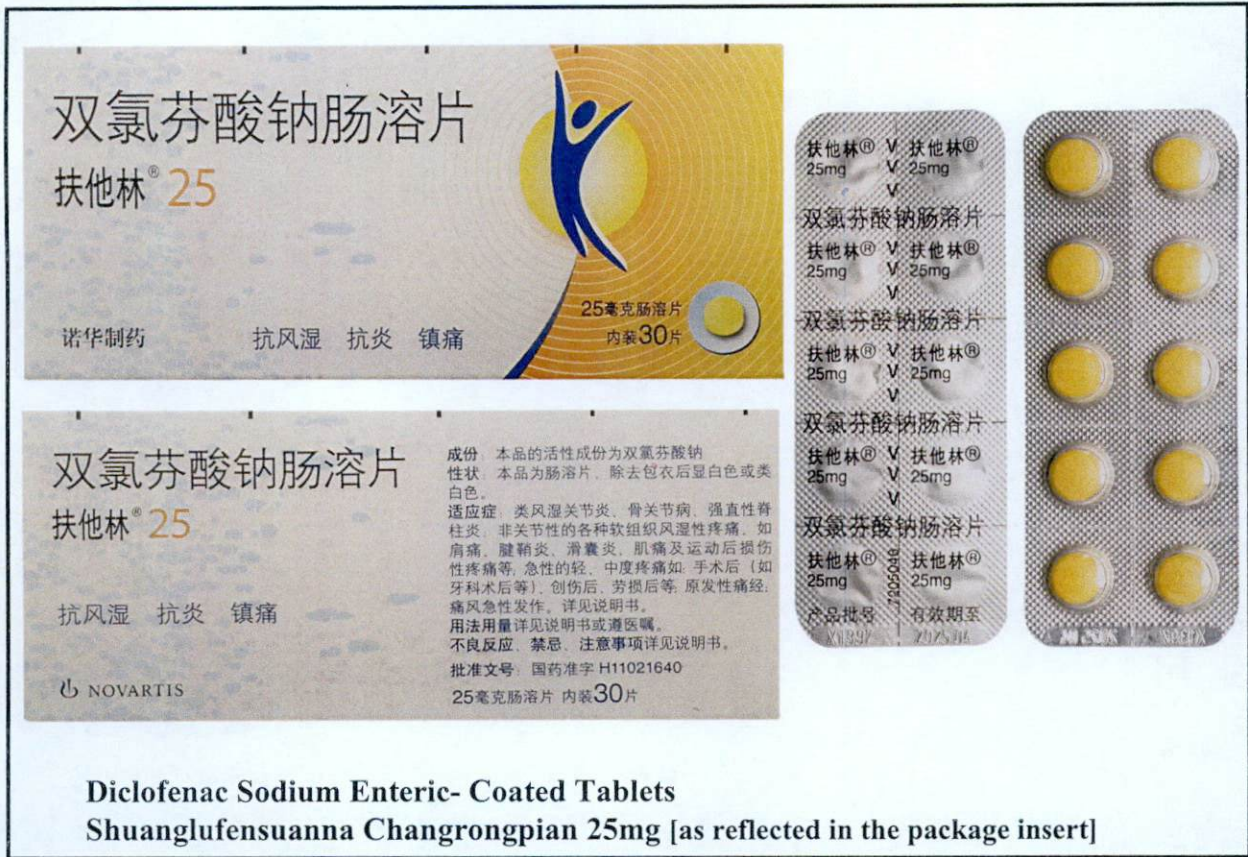 双氯芬酸钠肠溶片
扶他林® 25
25毫克肠溶片
内装30片
诺华制药 抗风湿 抗炎 镇痛
双氯芬酸钠肠溶片
扶他林® 25
抗风湿 抗炎 镇痛
NOVARTIS
成份: 本品的活性成份为双氯芬酸钠
性状: 本品为肠溶片、除去包衣后显白色或类
白色。
适应症: 类风湿关节炎、骨关节病、强直性脊
柱炎; 非关节性的各种软组织风湿性疼痛、如
肩痛、腱鞘炎、滑囊炎、肌痛及运动后损伤
性疼痛等; 急性的轻、中度疼痛如: 手术后 (如
牙科术后等)、创伤后、劳损后等; 原发性痛经;
痛风急性发作。详见说明书。
用法用量详见说明书或遵医嘱。
不良反应、禁忌、注意事项详见说明书。
批准文号: 国药准字 H11021640
25毫克肠溶片 内装30片
扶他林® V 扶他林®
25mg V 25mg
V
双氯芬酸钠肠溶片
扶他林® V 扶他林®
25mg V 25mg
V
双氯芬酸钠肠溶片
扶他林® V 扶他林®
25mg V 25mg
V
双氯芬酸钠肠溶片
扶他林® V 扶他林®
25mg V 25mg
V
双氯芬酸钠肠溶片
扶他林® 扶他林®
25mg 25mg
7205040
产品批号 有效期至
Diclofenac Sodium Enteric- Coated Tablets
Shuanglufensuanna Changrongpian 25mg [as reflected in the package insert]